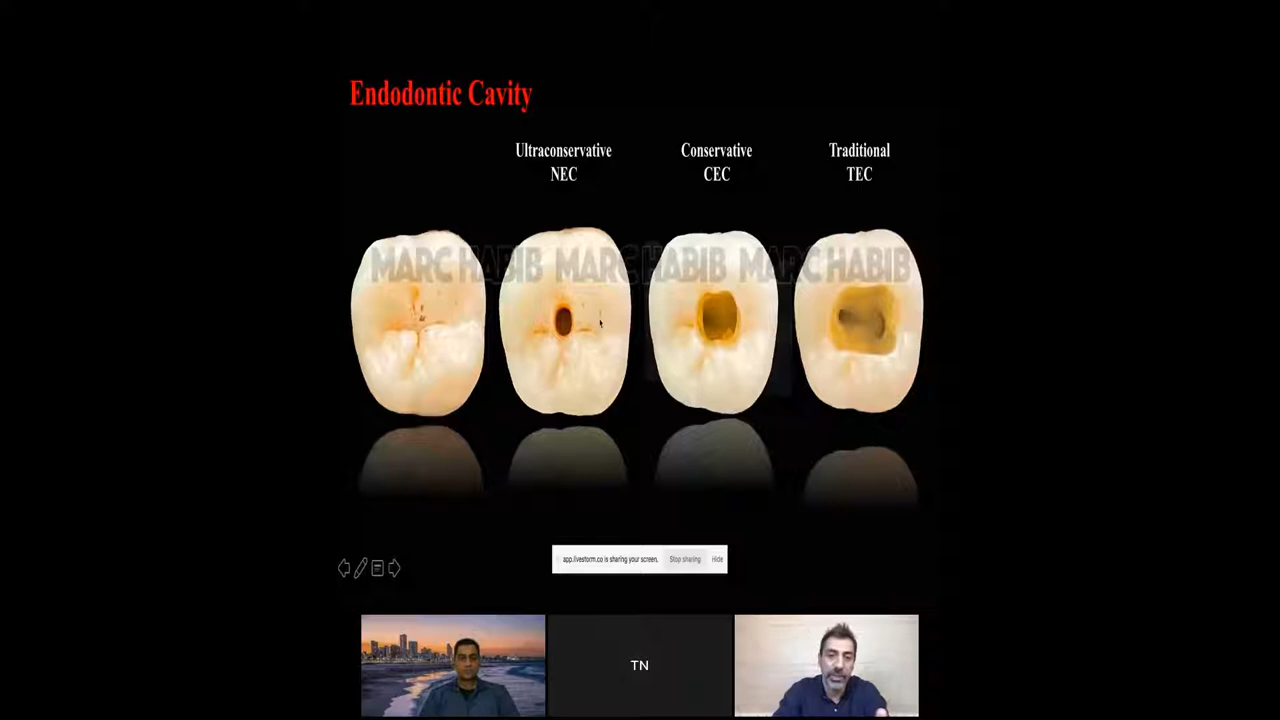 Endodontic Cavity
Ultraconservative
NEC
Conservative
CEC
Traditional
TEC
MARC HABIB MARC HABIB MARC HABIB
app.livestorm.co is sharing your screen. Stop sharing Hide
TN